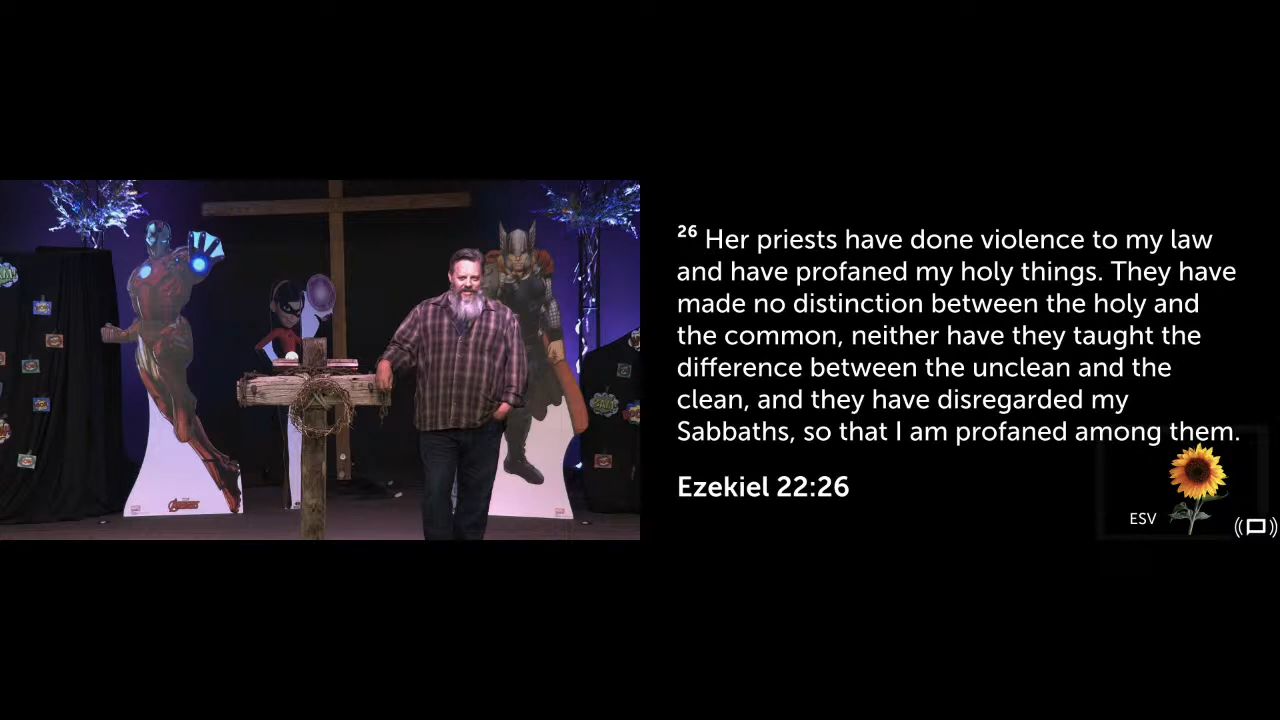 AVENGERS
26 Her priests have done violence to my law
and have profaned my holy things. They have
made no distinction between the holy and
the common, neither have they taught the
difference between the unclean and the
clean, and they have disregarded my
Sabbaths, so that I am profaned among them.
Ezekiel 22:26
ESV